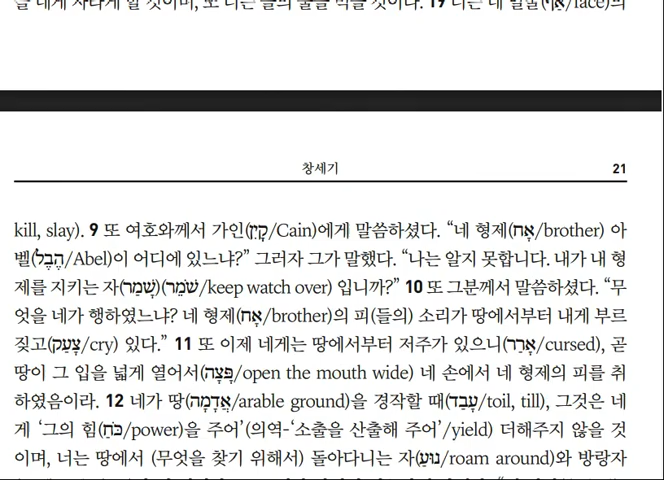 을 네게 자라게 할 것이며, 또 너는 들의 풀을 먹을 것이다. 19 너는 네 얼굴(אַף/face)의
창세기 21
kill, slay). 9 또 여호와께서 가인(קַיִן/Cain)에게 말씀하셨다. “네 형제(אָח/brother) 아
벨(הֶבֶל/Abel)이 어디에 있느냐?” 그러자 그가 말했다. “나는 알지 못합니다. 내가 내 형
제를 지키는 자(שָׁמַר)(שֹׁמֵר/keep watch over) 입니까?” 10 또 그분께서 말씀하셨다. “무
엇을 네가 행하였느냐? 네 형제(אָח/brother)의 피(들의) 소리가 땅에서부터 내게 부르
짖고(צָעַק/cry) 있다.” 11 또 이제 네게는 땅에서부터 저주가 있으니(אָרַר/cursed), 곧
땅이 그 입을 넓게 열어서(פָּצָה/open the mouth wide) 네 손에서 네 형제의 피를 취
하였음이라. 12 네가 땅(אֲדָמָה/arable ground)을 경작할 때(עָבַד/toil, till), 그것은 네
게 ‘그의 힘(כֹּחַ/power)을 주어’(의역-‘소출을 산출해 주어’/yield) 더해주지 않을 것
이며, 너는 땅에서 (무엇을 찾기 위해서) 돌아다니는 자(נוּעַ/roam around)와 방랑자